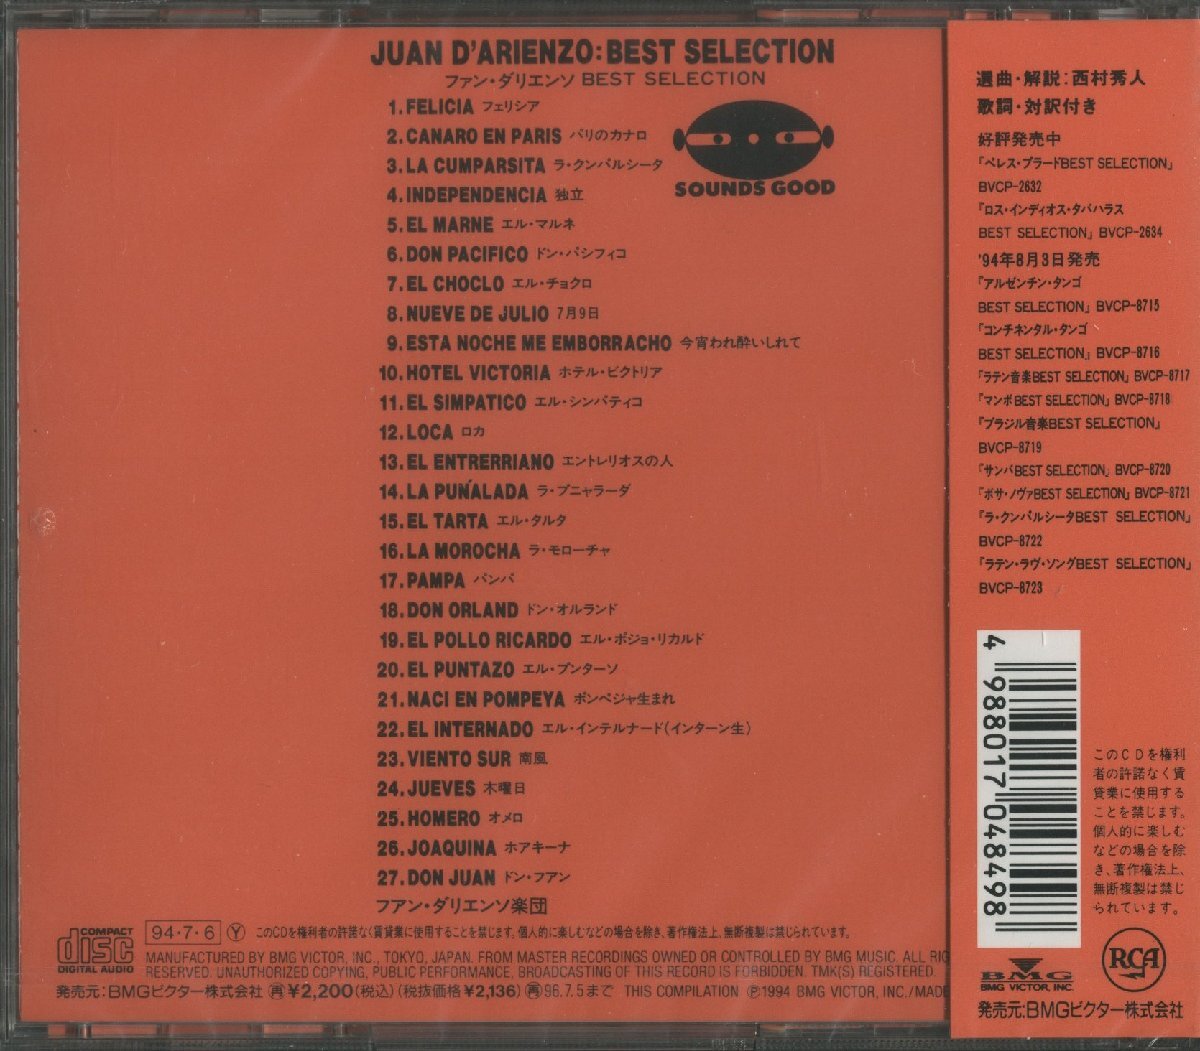 JUAN D'ARIENZO:BEST SELECTION
ファン・ダリエンソ BEST SELECTION
1.FELICIA フェリシア
2.CANARO EN PARIS パリのカナロ
3.LA CUMPARSITA ラ・クンパルシータ
4.INDEPENDENCIA 独立
5.EL MARNE エル・マルネ
6.DON PACIFICO ドン・パシフィコ
7.EL CHOCLO エル・チョクロ
8.NUEVE DE JULIO 7月9日
9.ESTA NOCHE ME EMBORRACHO 今宵われ酔いしれて
10.HOTEL VICTORIA ホテル・ビクトリア
11.EL SIMPATICO エル・シンパティコ
12.LOCA ロカ
13.EL ENTRERRIANO エントレリオスの人
14.LA PUÑALADA ラ・プニャラーダ
15.EL TARTA エル・タルタ
16.LA MOROCHA ラ・モローチャ
17.PAMPA パンパ
18.DON ORLAND ドン・オルランド
19.EL POLLO RICARDO エル・ポジョ・リカルド
20.EL PUNTAZO エル・プンターソ
21.NACI EN POMPEYA ポンペジャ生まれ
22.EL INTERNADO エル・インテルナード(インターン生)
23.VIENTO SUR 南風
24.JUEVES 木曜日
25.HOMERO オメロ
26.JOAQUINA ホアキーナ
27.DON JUAN ドン・フアン
フアン・ダリエンソ楽団
SOUNDS GOOD
COMPACT
disc
DIGITAL AUDIO
94・7・6 Ⓨ このCDを権利者の許諾なく賃貸業に使用することを禁じます。個人的に楽しむなどの場合を除き、著作権法上、無断複製は禁じられています。
MANUFACTURED BY BMG VICTOR, INC., TOKYO, JAPAN. FROM MASTER RECORDINGS OWNED OR CONTROLLED BY BMG MUSIC. ALL RIG
RESERVED. UNAUTHORIZED COPYING, PUBLIC PERFORMANCE, BROADCASTING OF THIS RECORD IS FORBIDDEN. TMK(S) REGISTERED.
発売元:BMGビクター株式会社 ㊖¥2,200(税込)(税抜価格¥2,136)㊖96.7.5まで THIS COMPILATION ℗1994 BMG VICTOR, INC./MADE
選曲・解説:西村秀人
歌詞・対訳付き
好評発売中
『ペレス・プラードBEST SELECTION』
BVCP-2632
『ロス・インディオス・タバハラス
BEST SELECTION』BVCP-2634
'94年8月3日発売
『アルゼンチン・タンゴ
BEST SELECTION』BVCP-8715
『コンチネンタル・タンゴ
BEST SELECTION』BVCP-8716
『ラテン音楽BEST SELECTION』BVCP-8717
『マンボBEST SELECTION』BVCP-8718
『ブラジル音楽BEST SELECTION』
BVCP-8719
『サンバBEST SELECTION』BVCP-8720
『ボサ・ノヴァBEST SELECTION』BVCP-8721
『ラ・クンパルシータBEST SELECTION』
BVCP-8722
『ラテン・ラヴ・ソングBEST SELECTION』
BVCP-8723
4 988017 048498
このCDを権利
者の許諾なく賃
貸業に使用する
ことを禁じます。
個人的に楽しむ
などの場合を除
き、著作権法上、
無断複製は禁じ
られています。
BMG
BMG VICTOR, INC.
RCA
発売元:BMGビクター株式会社